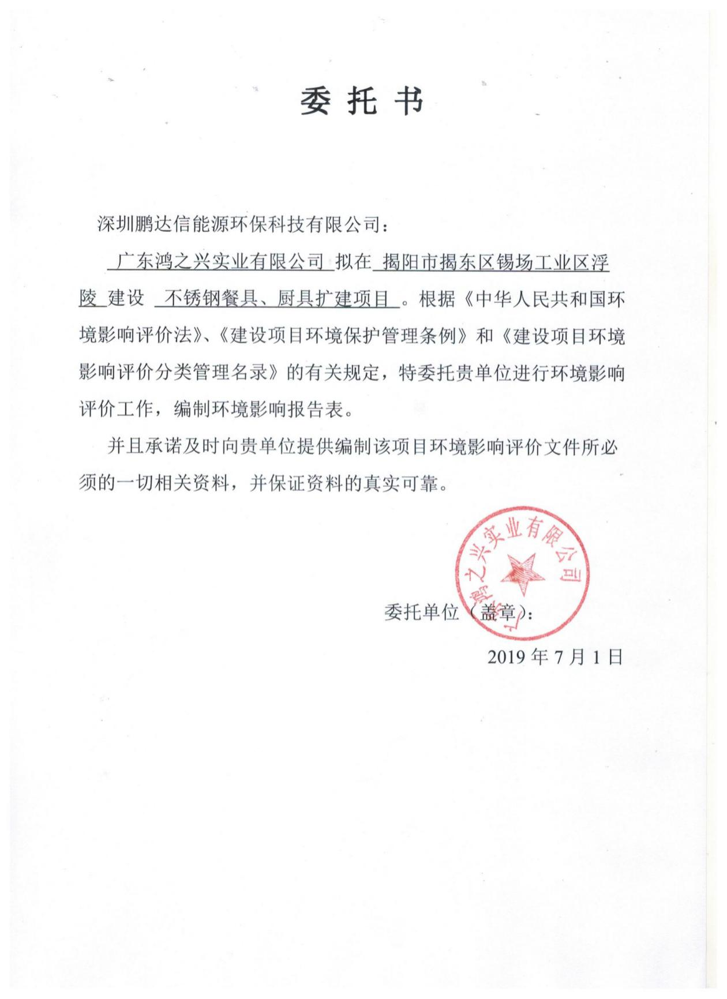 委托书
深圳鹏达信能源环保科技有限公司：
广东鸿之兴实业有限公司 拟在 揭阳市揭东区锡场工业区浮
陵 建设 不锈钢餐具、厨具扩建项目 。根据《中华人民共和国环
境影响评价法》、《建设项目环境保护管理条例》和《建设项目环境
影响评价分类管理名录》的有关规定，特委托贵单位进行环境影响
评价工作，编制环境影响报告表。
并且承诺及时向贵单位提供编制该项目环境影响评价文件所必
须的一切相关资料，并保证资料的真实可靠。
广东鸿之兴实业有限公司
委托单位（盖章）：
2019 年 7 月 1 日